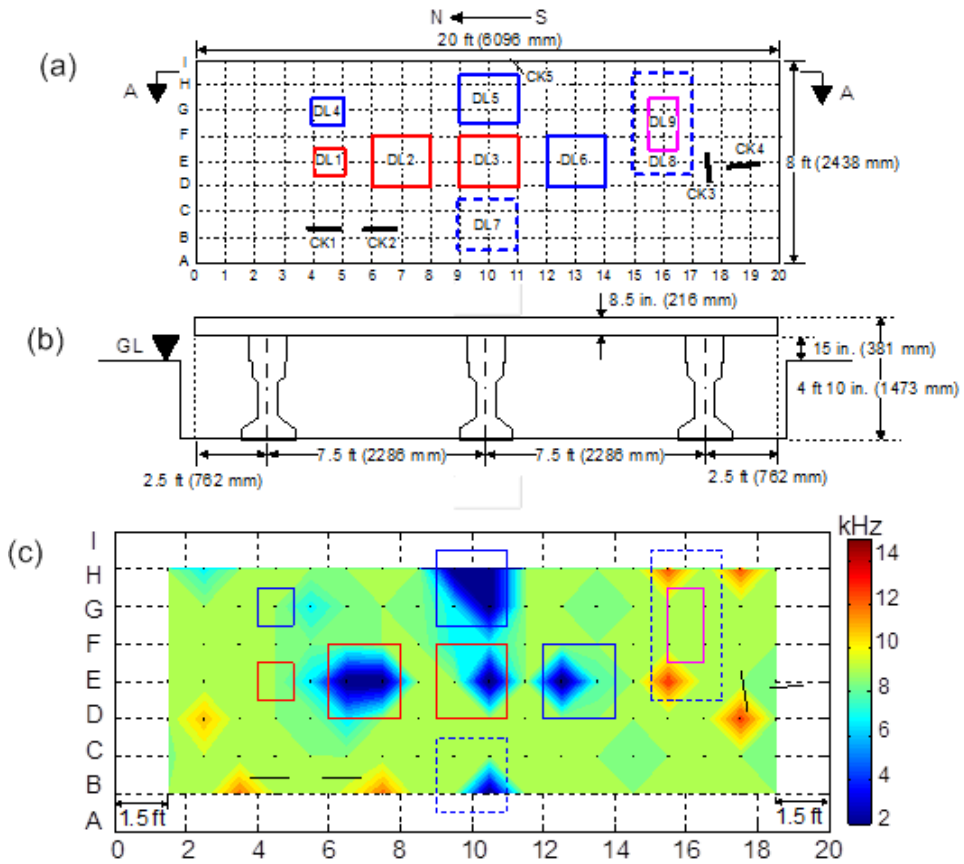 N S
20 ft (6096 mm)
(a)
A A
I
H
G
F
E
D
C
B
A
CK5
DL5
DL4
DL9
DL1
DL2
DL3
DL6
DL8
CK4
CK3
8 ft (2438 mm)
DL7
CK1 CK2
0 1 2 3 4 5 6 7 8 9 10 11 12 13 14 15 16 17 18 19 20
8.5 in. (216 mm)
(b)
GL
15 in. (381 mm)
4 ft 10 in. (1473 mm)
7.5 ft (2286 mm) 7.5 ft (2286 mm)
2.5 ft (762 mm) 2.5 ft (762 mm)
(c)
kHz
I
H
G
F
E
D
C
B
A
14
12
10
8
6
4
2
1.5 ft 1.5 ft
0 2 4 6 8 10 12 14 16 18 20